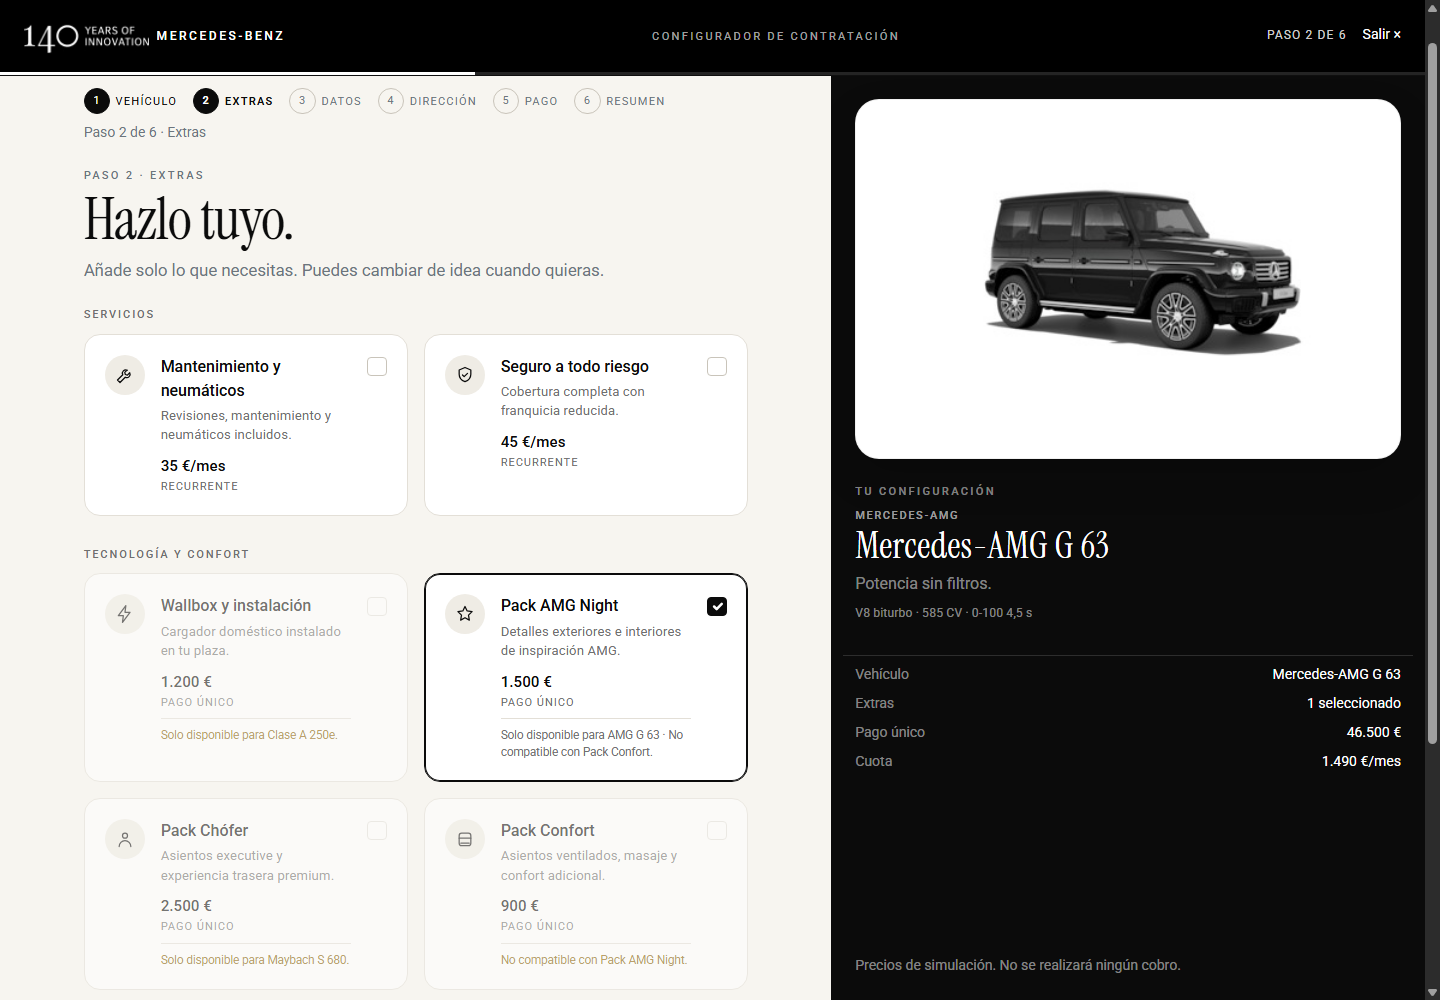 140 YEARS OF INNOVATION MERCEDES-BENZ
CONFIGURADOR DE CONTRATACIÓN
PASO 2 DE 6 Salir ×
1 VEHÍCULO 2 EXTRAS 3 DATOS 4 DIRECCIÓN 5 PAGO 6 RESUMEN
Paso 2 de 6 · Extras
PASO 2 · EXTRAS
Hazlo tuyo.
Añade solo lo que necesitas. Puedes cambiar de idea cuando quieras.
SERVICIOS
Mantenimiento y
neumáticos
Revisiones, mantenimiento y
neumáticos incluidos.
35 €/mes
RECURRENTE
Seguro a todo riesgo
Cobertura completa con
franquicia reducida.
45 €/mes
RECURRENTE
TECNOLOGÍA Y CONFORT
Wallbox y instalación
Cargador doméstico instalado
en tu plaza.
1.200 €
PAGO ÚNICO
Solo disponible para Clase A 250e.
Pack AMG Night
Detalles exteriores e interiores
de inspiración AMG.
1.500 €
PAGO ÚNICO
Solo disponible para AMG G 63 · No
compatible con Pack Confort.
Pack Chófer
Asientos executive y
experiencia trasera premium.
2.500 €
PAGO ÚNICO
Solo disponible para Maybach S 680.
Pack Confort
Asientos ventilados, masaje y
confort adicional.
900 €
PAGO ÚNICO
No compatible con Pack AMG Night.
TU CONFIGURACIÓN
MERCEDES-AMG
Mercedes-AMG G 63
Potencia sin filtros.
V8 biturbo · 585 CV · 0-100 4,5 s
Vehículo Mercedes-AMG G 63
Extras 1 seleccionado
Pago único 46.500 €
Cuota 1.490 €/mes
Precios de simulación. No se realizará ningún cobro.